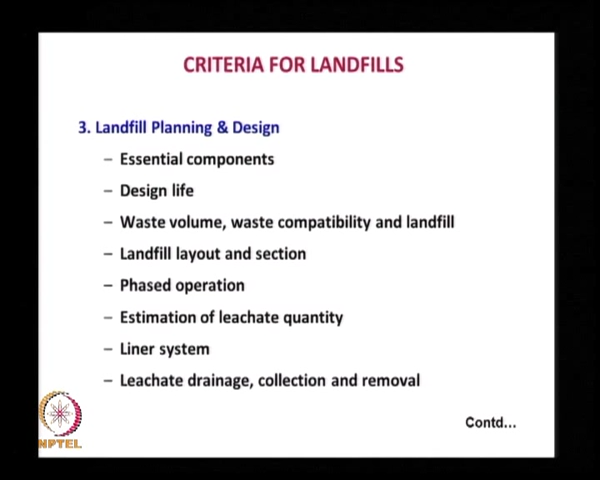 CRITERIA FOR LANDFILLS
3. Landfill Planning & Design
– Essential components
– Design life
– Waste volume, waste compatibility and landfill
– Landfill layout and section
– Phased operation
– Estimation of leachate quantity
– Liner system
– Leachate drainage, collection and removal
Contd...
NPTEL